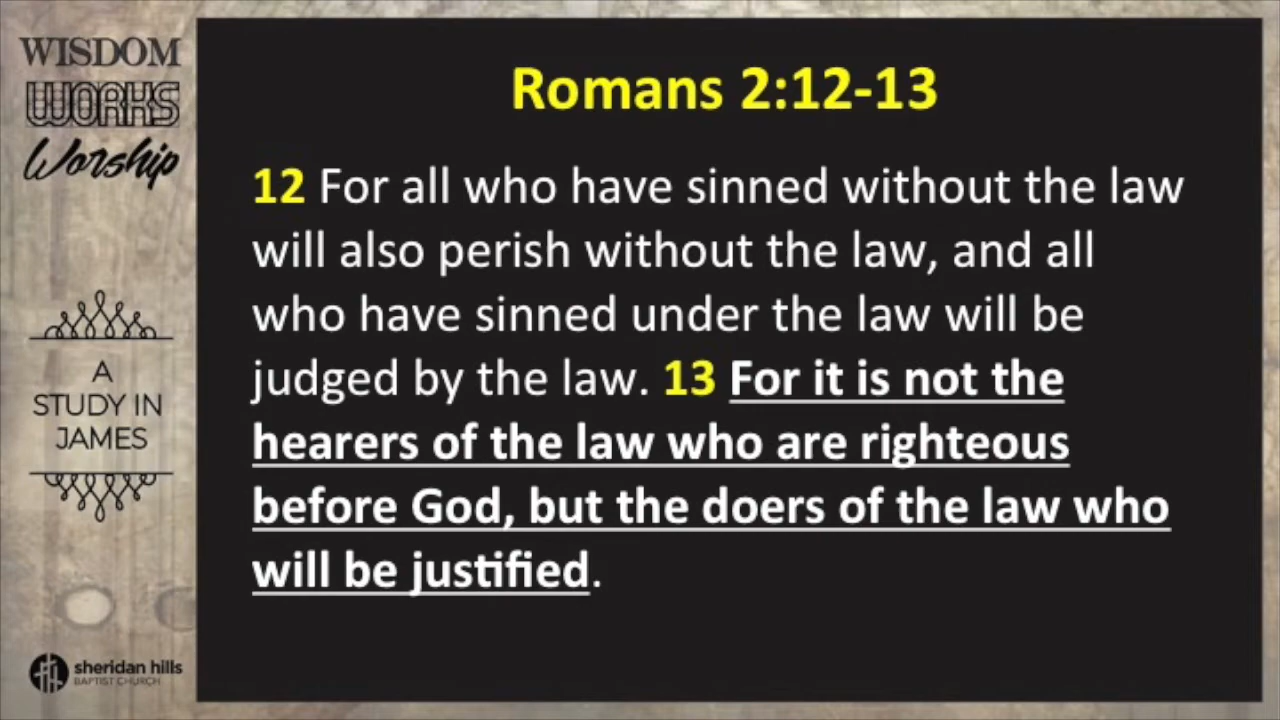 WISDOM
WORKS
Worship
A
STUDY IN
JAMES
sheridan hills
BAPTIST CHURCH
Romans 2:12-13
12 For all who have sinned without the law
will also perish without the law, and all
who have sinned under the law will be
judged by the law. 13 For it is not the
hearers of the law who are righteous
before God, but the doers of the law who
will be justified.